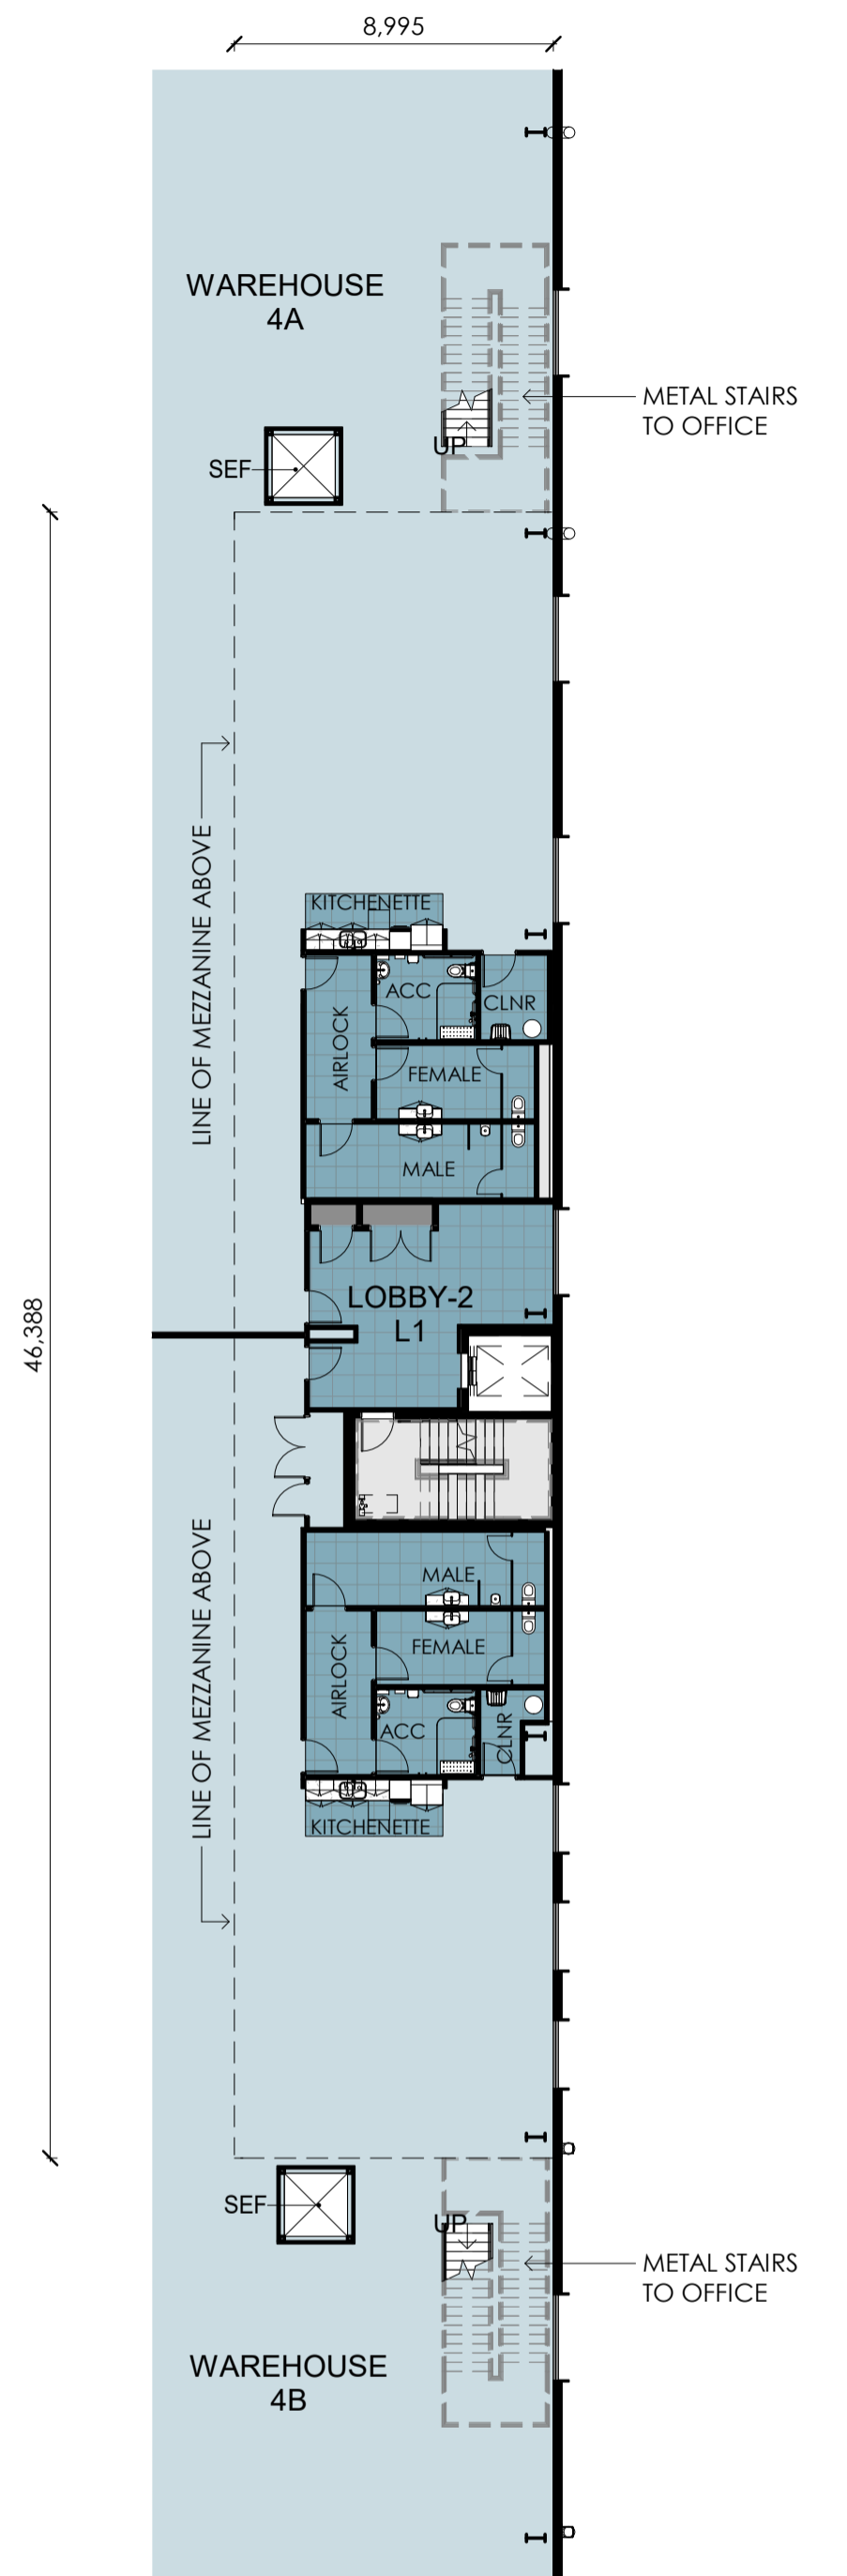 8,995
WAREHOUSE
4A
METAL STAIRS
TO OFFICE
UP
SEF
LINE OF MEZZANINE ABOVE
KITCHENETTE
ACC
CLNR
AIRLOCK
FEMALE
MALE
LOBBY-2
L1
46,388
LINE OF MEZZANINE ABOVE
MALE
FEMALE
AIRLOCK
ACC
CLNR
KITCHENETTE
SEF
UP
METAL STAIRS
TO OFFICE
WAREHOUSE
4B